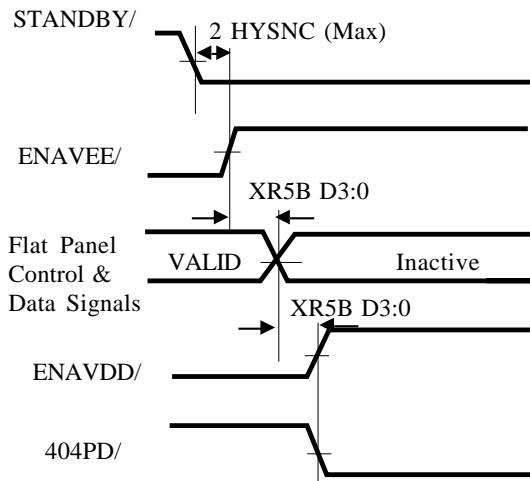 STANDBY/
2 HYSNC (Max)
ENAVEE/
XR5B D3:0
Flat Panel
Control &
Data Signals
VALID
Inactive
XR5B D3:0
ENAVDD/
404PD/